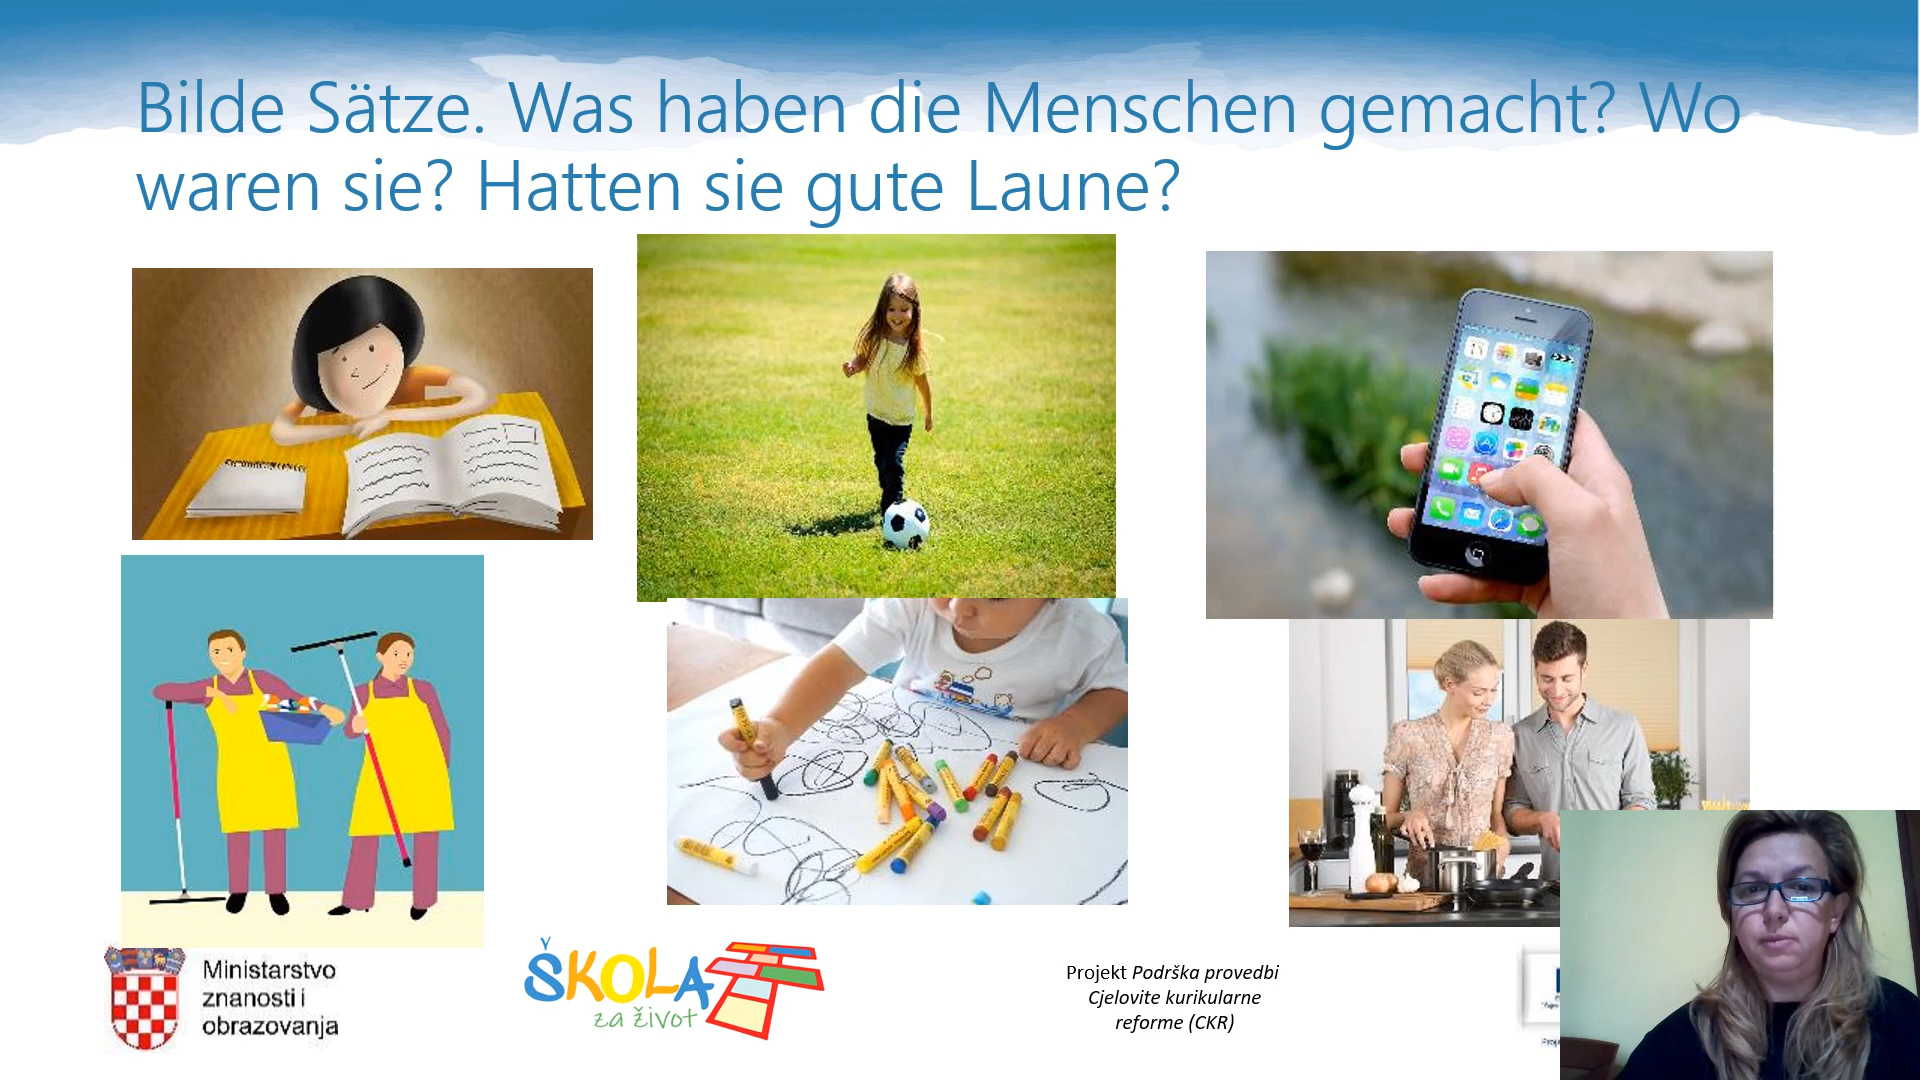 Bilde Sätze. Was haben die Menschen gemacht? Wo
waren sie? Hatten sie gute Laune?
Ministarstvo
znanosti i
obrazovanja
ŠKOLA
za život
Projekt Podrška provedbi
Cjelovite kurikularne
reforme (CKR)